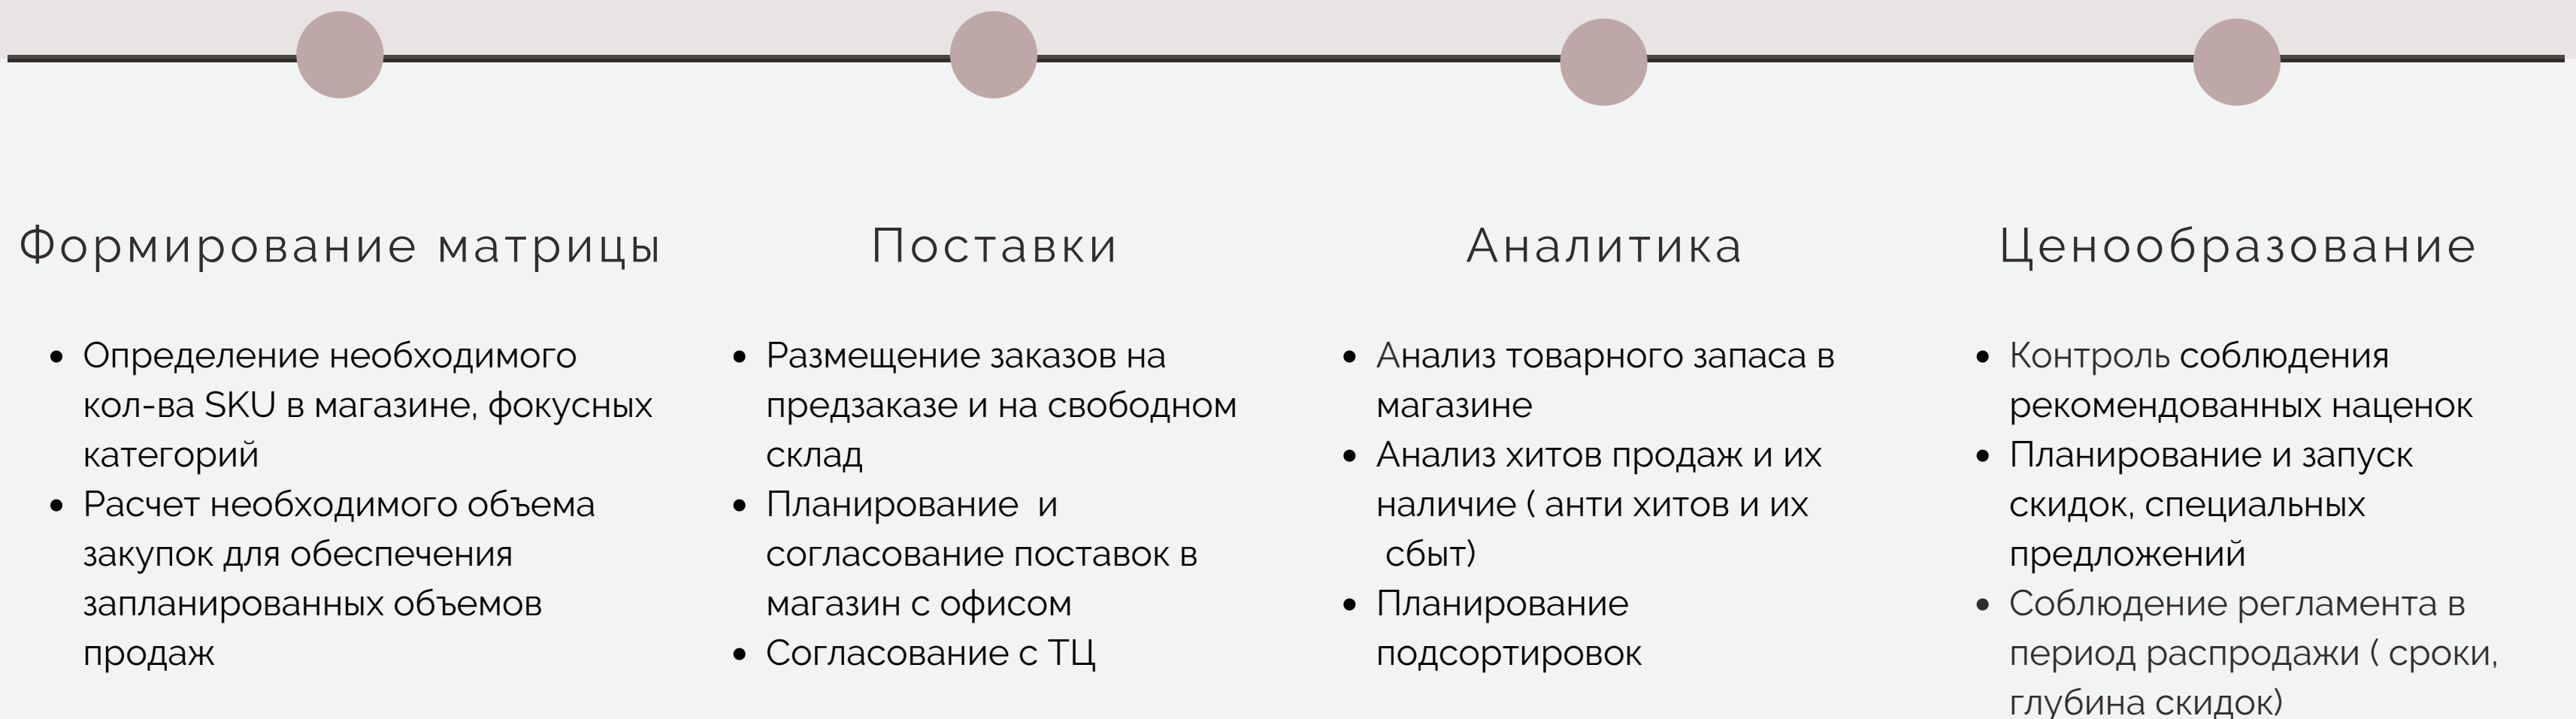 Формирование матрицы
Определение необходимого
кол-ва SKU в магазине, фокусных
категорий
Расчет необходимого объема
закупок для обеспечения
запланированных объемов
продаж
Поставки
Размещение заказов на
предзаказе и на свободном
склад
Планирование  и
согласование поставок в
магазин с офисом
Согласование с ТЦ
Аналитика
Анализ товарного запаса в
магазине
Анализ хитов продаж и их
наличие ( анти хитов и их
сбыт)
Планирование
подсортировок
Ценообразование
Контроль соблюдения
рекомендованных наценок
Планирование и запуск
скидок, специальных
предложений
Соблюдение регламента в
период распродажи ( сроки,
глубина скидок)